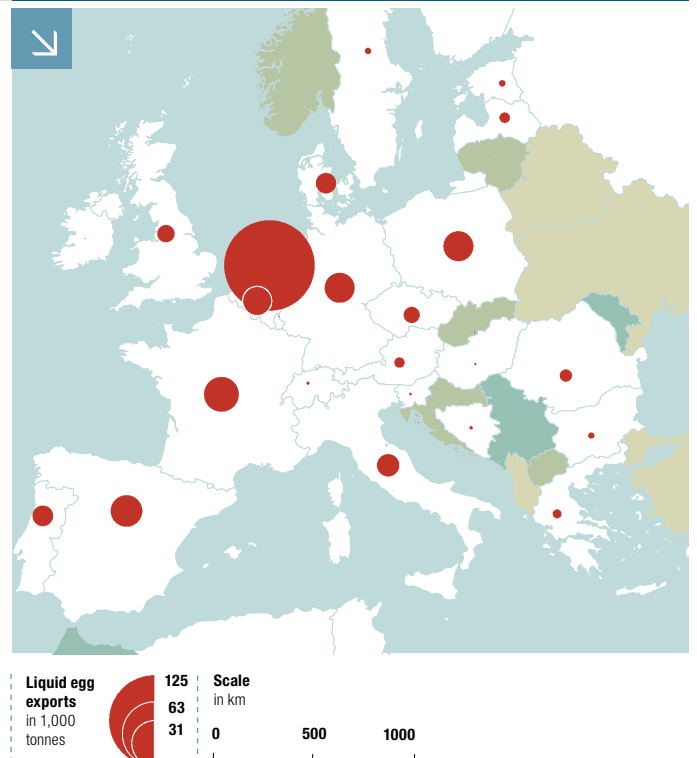 Liquid egg
exports
in 1,000
tonnes
125
63
31
Scale
in km
0 500 1000